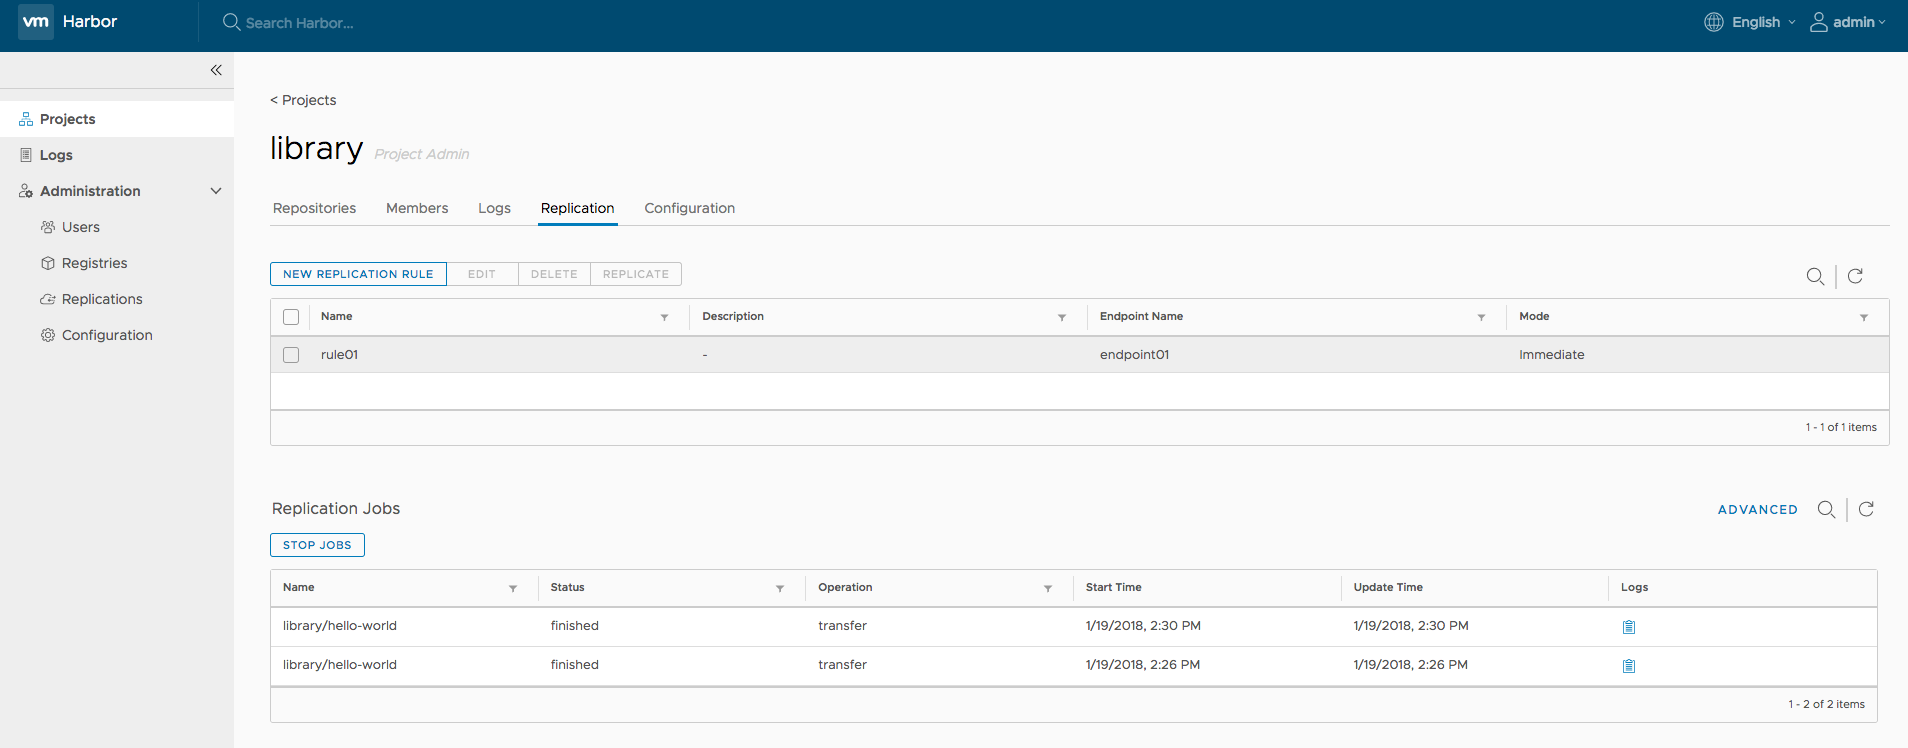 vm Harbor Search Harbor... English admin
< Projects
library Project Admin
Projects
Logs
Administration
Users
Registries
Replications
Configuration
Repositories Members Logs Replication Configuration
NEW REPLICATION RULE EDIT DELETE REPLICATE
Name Description Endpoint Name Mode
rule01 - endpoint01 Immediate
1 - 1 of 1 items
Replication Jobs ADVANCED
STOP JOBS
Name Status Operation Start Time Update Time Logs
library/hello-world finished transfer 1/19/2018, 2:30 PM 1/19/2018, 2:30 PM
library/hello-world finished transfer 1/19/2018, 2:26 PM 1/19/2018, 2:26 PM
1 - 2 of 2 items